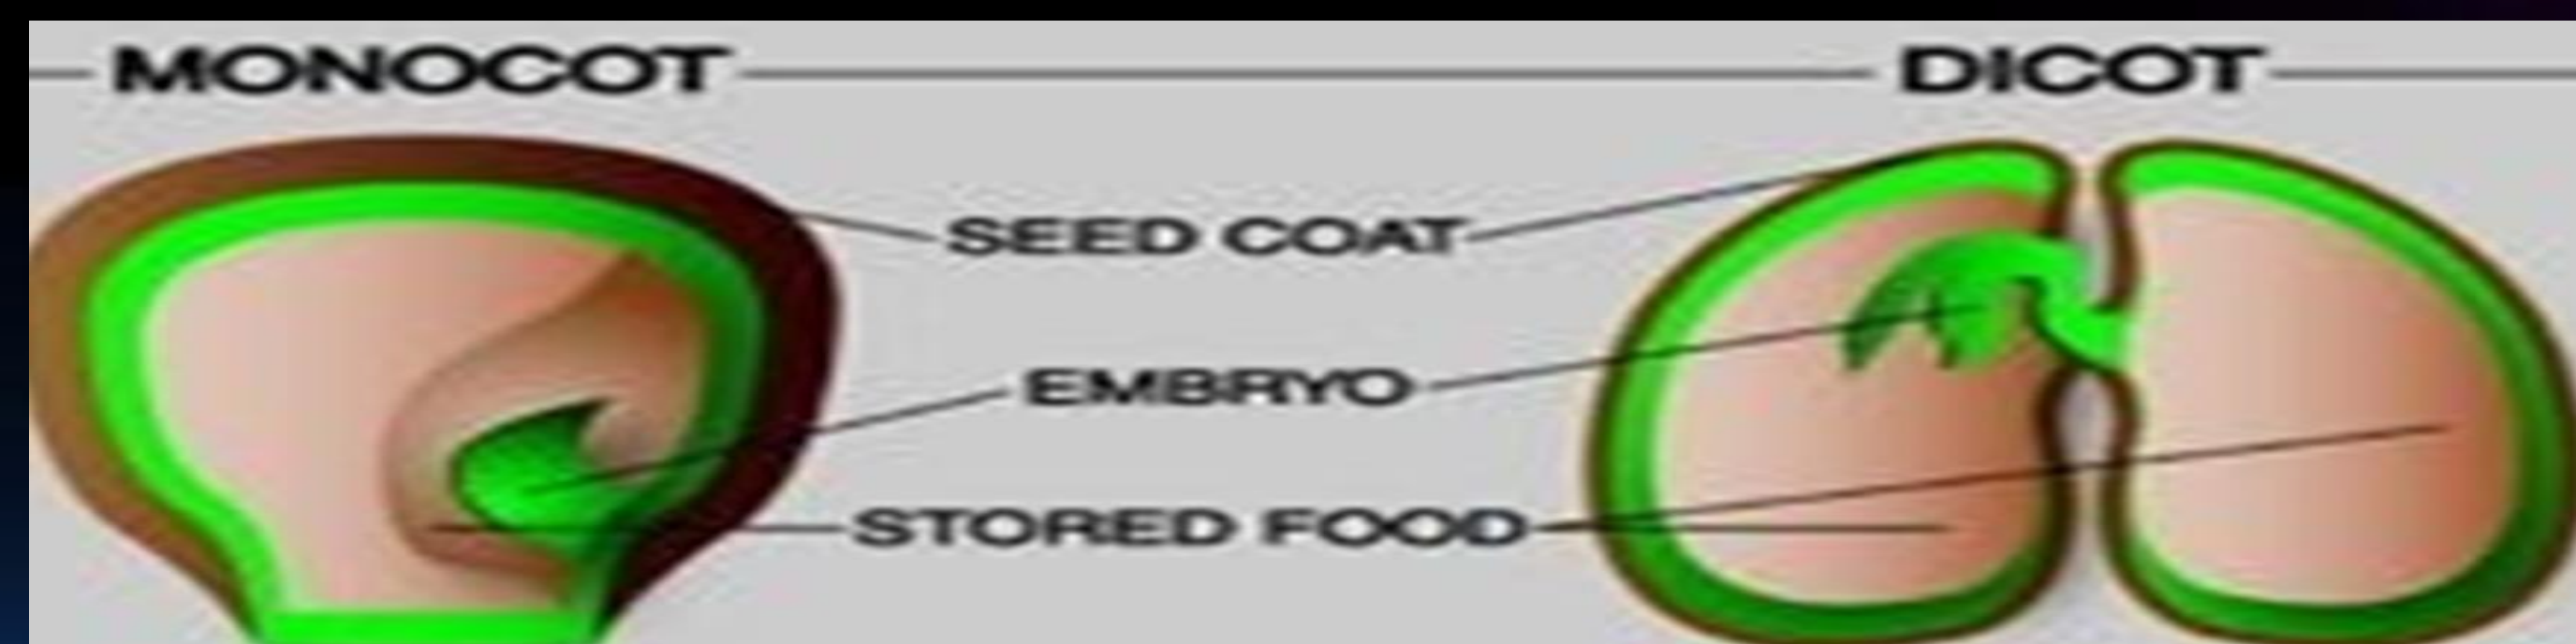 MONOCOT
DICOT
SEED COAT
EMBRYO
STORED FOOD